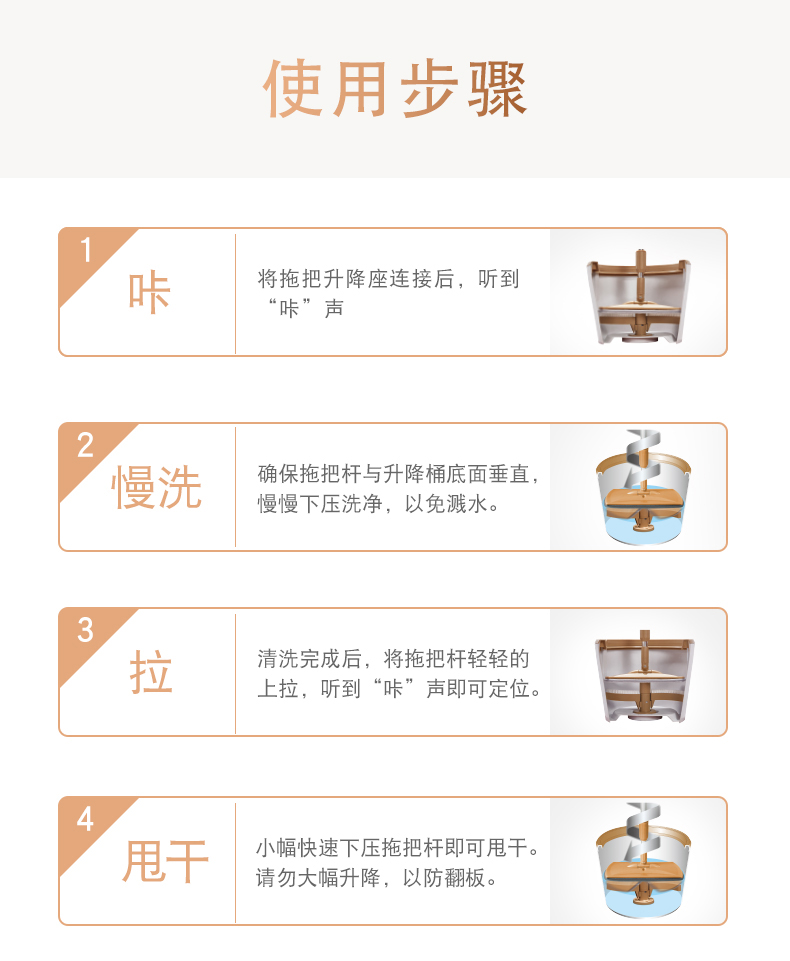 使用步骤
1
咔
将拖把升降座连接后，听到
“咔”声
2
慢洗
确保拖把杆与升降桶底面垂直，
慢慢下压洗净，以免溅水。
3
拉
清洗完成后，将拖把杆轻轻的
上拉，听到“咔”声即可定位。
4
甩干
小幅快速下压拖把杆即可甩干。
请勿大幅升降，以防翻板。